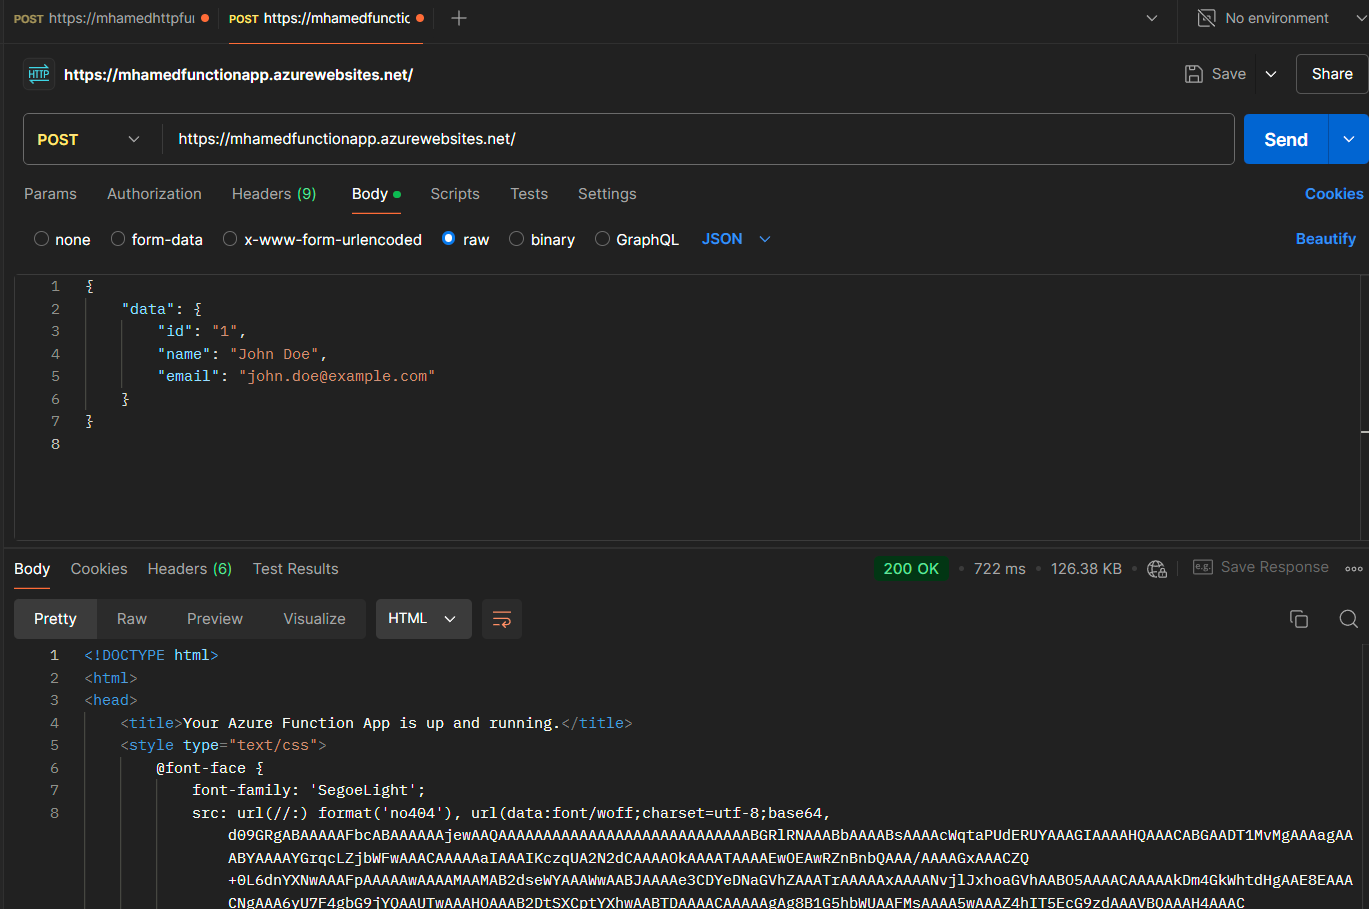 POST https://mhamedhttpfu POST https://mhamedfunctic No environment
HTTP https://mhamedfunctionapp.azurewebsites.net/ Save Share
POST https://mhamedfunctionapp.azurewebsites.net/ Send
Params Authorization Headers (9) Body Scripts Tests Settings Cookies
none form-data x-www-form-urlencoded raw binary GraphQL JSON Beautify
1 {
2 "data": {
3 "id": "1",
4 "name": "John Doe",
5 "email": "john.doe@example.com"
6 }
7 }
8
Body Cookies Headers (6) Test Results 200 OK 722 ms 126.38 KB e.g. Save Response
Pretty Raw Preview Visualize HTML
1 <!DOCTYPE html>
2 <html>
3 <head>
4 <title>Your Azure Function App is up and running.</title>
5 <style type="text/css">
6 @font-face {
7 font-family: 'SegoeLight';
8 src: url(//:) format('no404'), url(data:font/woff;charset=utf-8;base64,